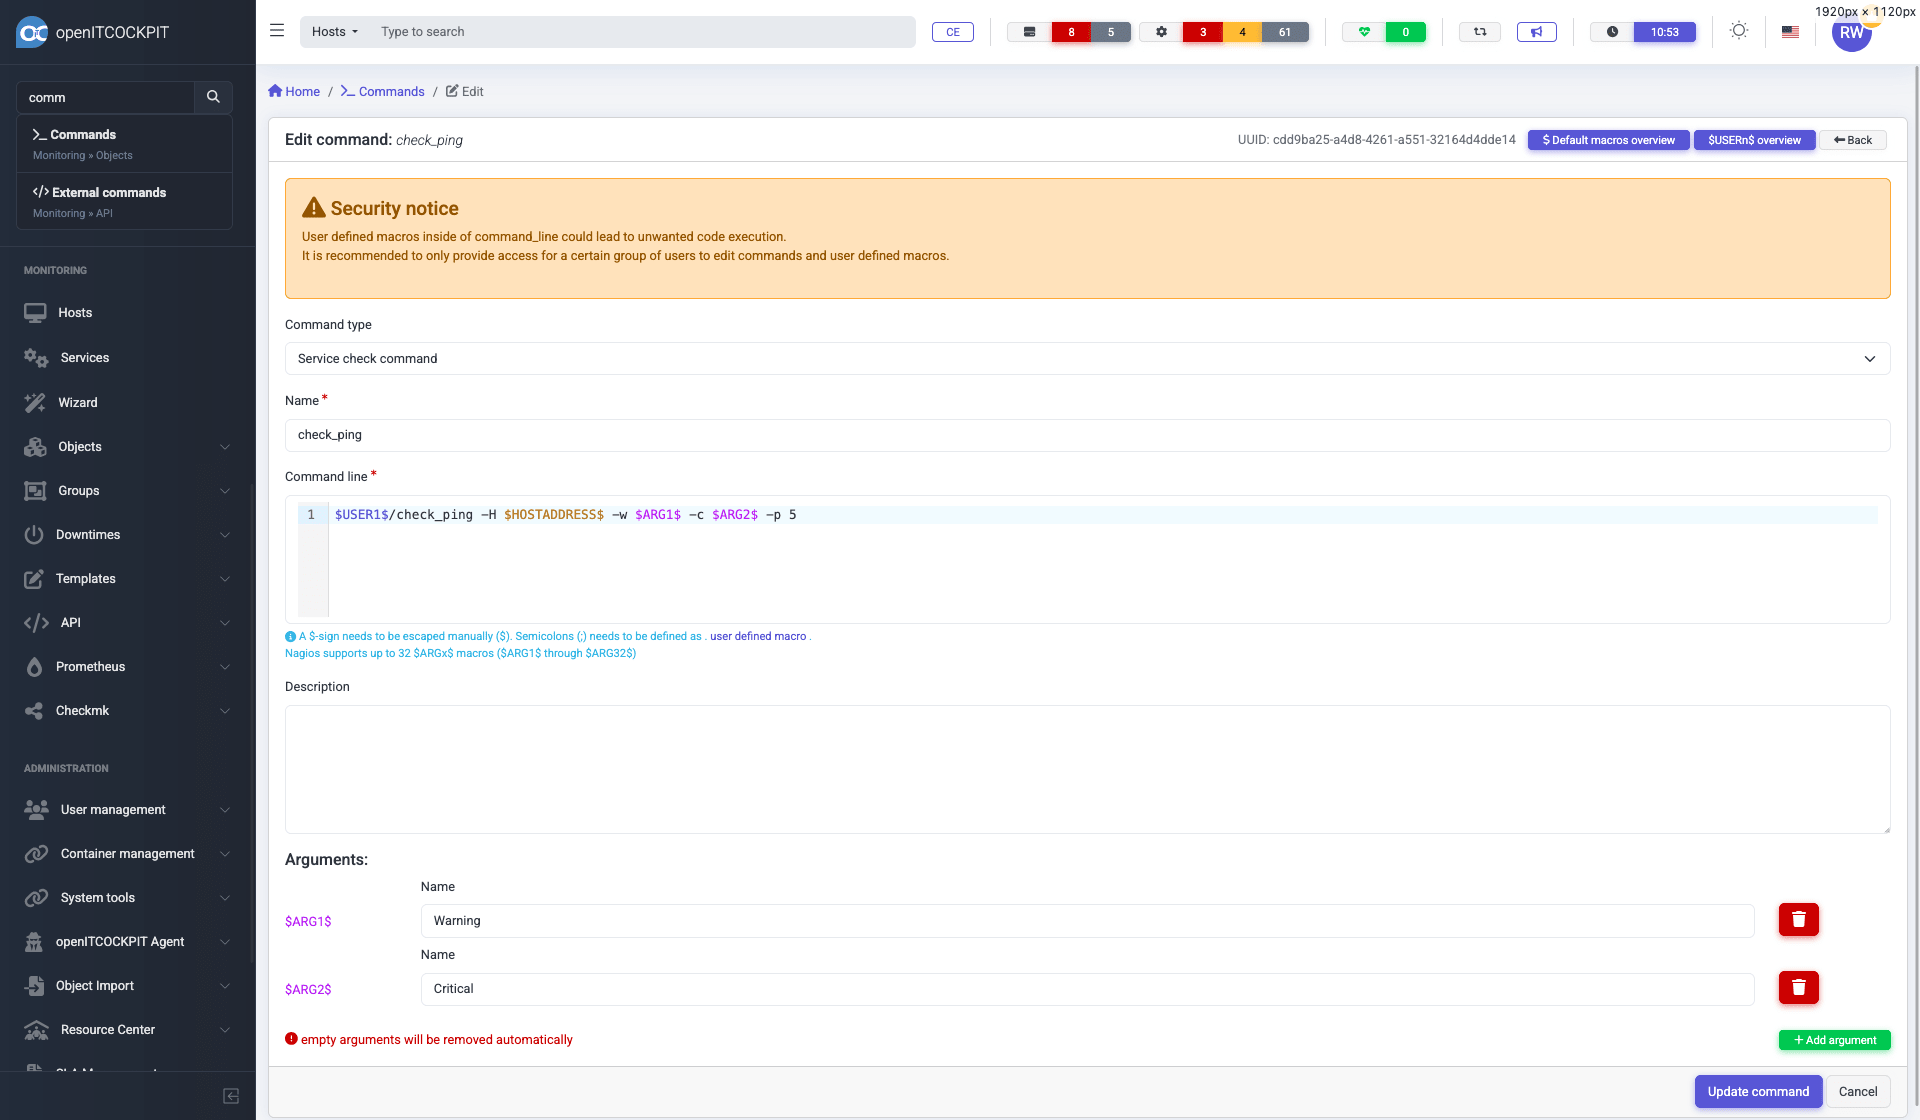 openITCOCKPIT
Hosts
Type to search
CE
8
5
3
4
61
0
10:53
1920px × 1120px
RW
comm
Commands
Monitoring » Objects
External commands
Monitoring » API
MONITORING
Hosts
Services
Wizard
Objects
Groups
Downtimes
Templates
API
Prometheus
Checkmk
ADMINISTRATION
User management
Container management
System tools
openITCOCKPIT Agent
Object Import
Resource Center
Home / Commands / Edit
Edit command: check_ping
UUID: cdd9ba25-a4d8-4261-a551-32164d4dde14
$ Default macros overview
$USERn$ overview
Back
Security notice
User defined macros inside of command_line could lead to unwanted code execution.
It is recommended to only provide access for a certain group of users to edit commands and user defined macros.
Command type
Service check command
Name *
check_ping
Command line *
1 $USER1$/check_ping -H $HOSTADDRESS$ -w $ARG1$ -c $ARG2$ -p 5
A $-sign needs to be escaped manually ($). Semicolons (;) needs to be defined as . user defined macro .
Nagios supports up to 32 $ARGx$ macros ($ARG1$ through $ARG32$)
Description
Arguments:
Name
$ARG1$
Warning
Name
$ARG2$
Critical
empty arguments will be removed automatically
+ Add argument
Update command
Cancel